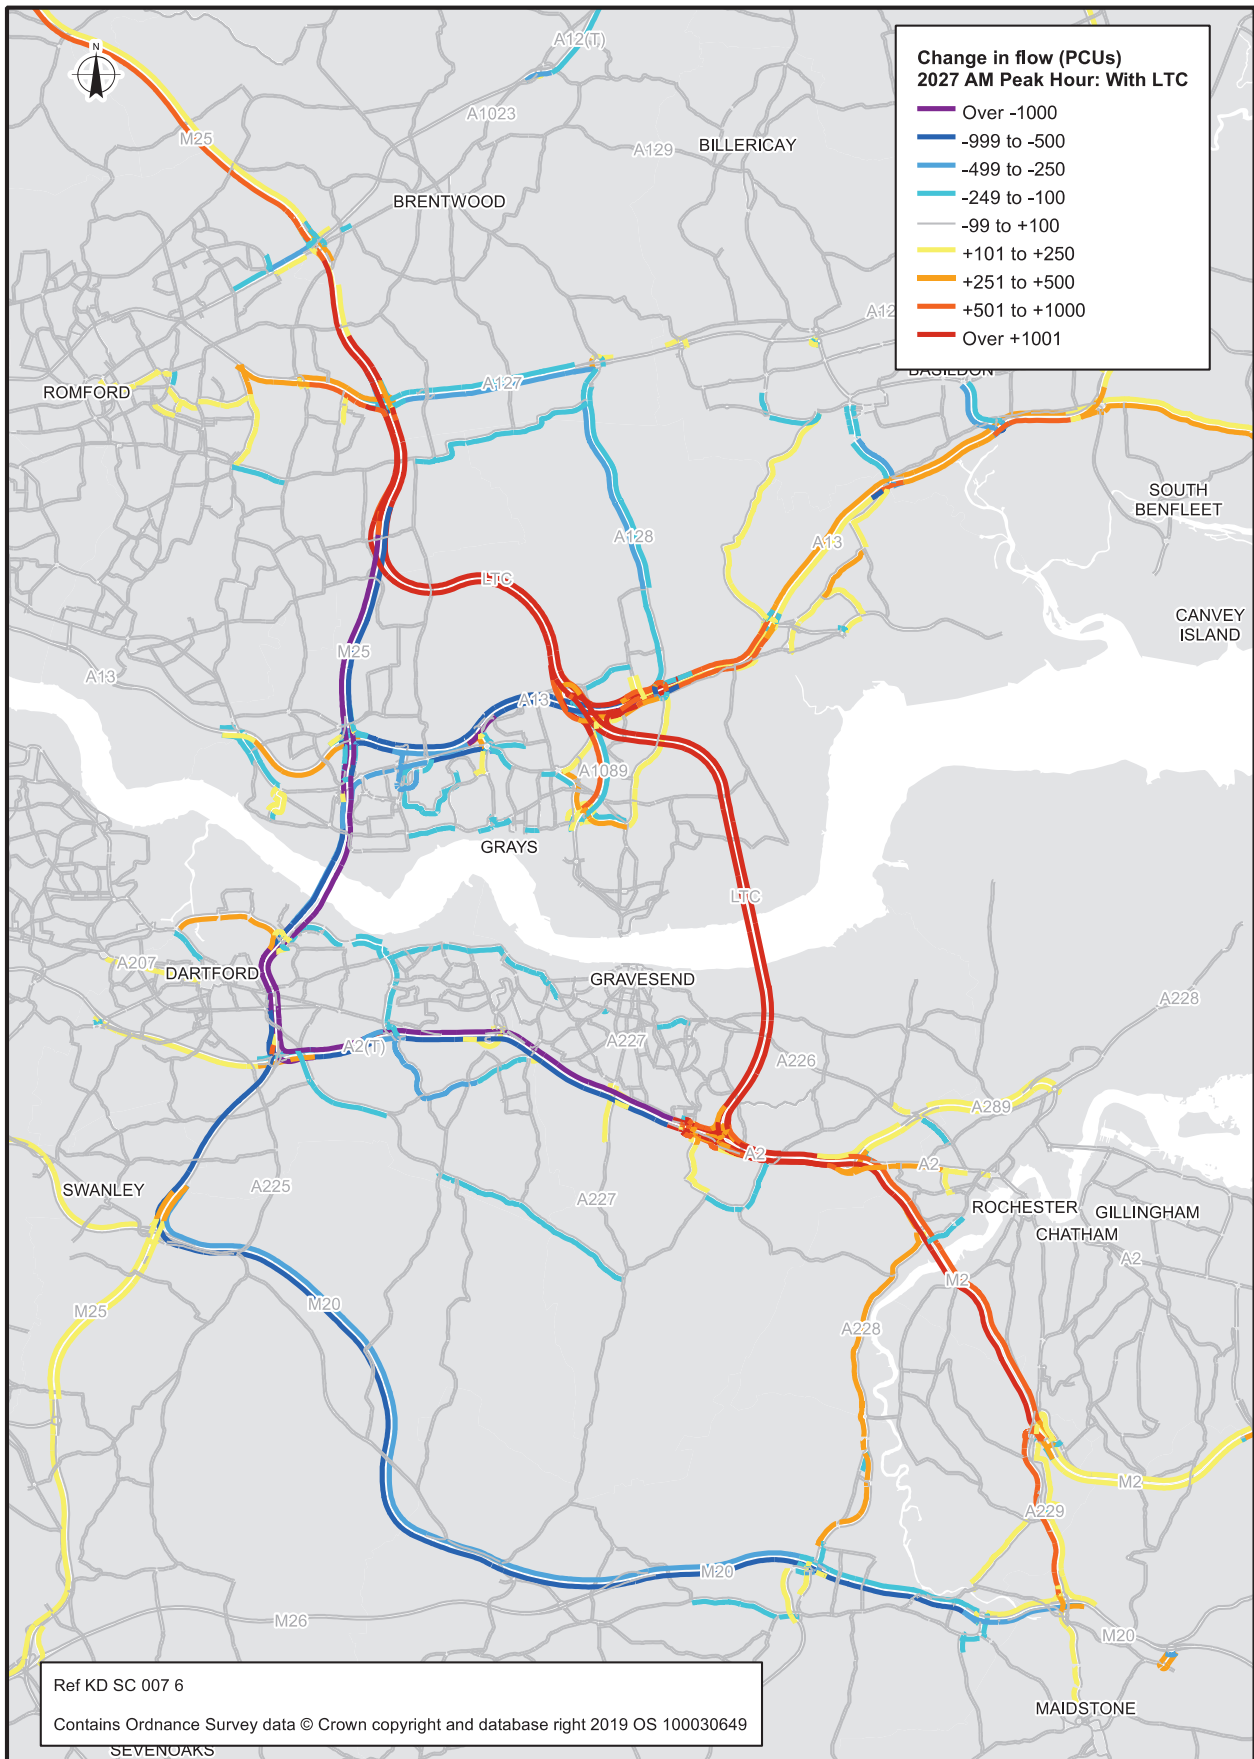 N
A12(T)
Change in flow (PCUs)
2027 AM Peak Hour: With LTC
Over -1000
-999 to -500
-499 to -250
-249 to -100
-99 to +100
+101 to +250
+251 to +500
+501 to +1000
Over +1001
M25
A1023
A129
BILLERICAY
BRENTWOOD
A12
BASILDON
ROMFORD
A127
SOUTH
BENFLEET
A128
A13
LTC
CANVEY
ISLAND
M25
A13
A13
A1089
GRAYS
LTC
A207
DARTFORD
GRAVESEND
A228
A2(T)
A227
A226
A289
A2
A2
SWANLEY
A225
A227
ROCHESTER
GILLINGHAM
CHATHAM
A2
M2
M25
M20
A228
M2
A229
M20
M26
M20
MAIDSTONE
Ref KD SC 007 6
Contains Ordnance Survey data © Crown copyright and database right 2019 OS 100030649
SEVENOAKS